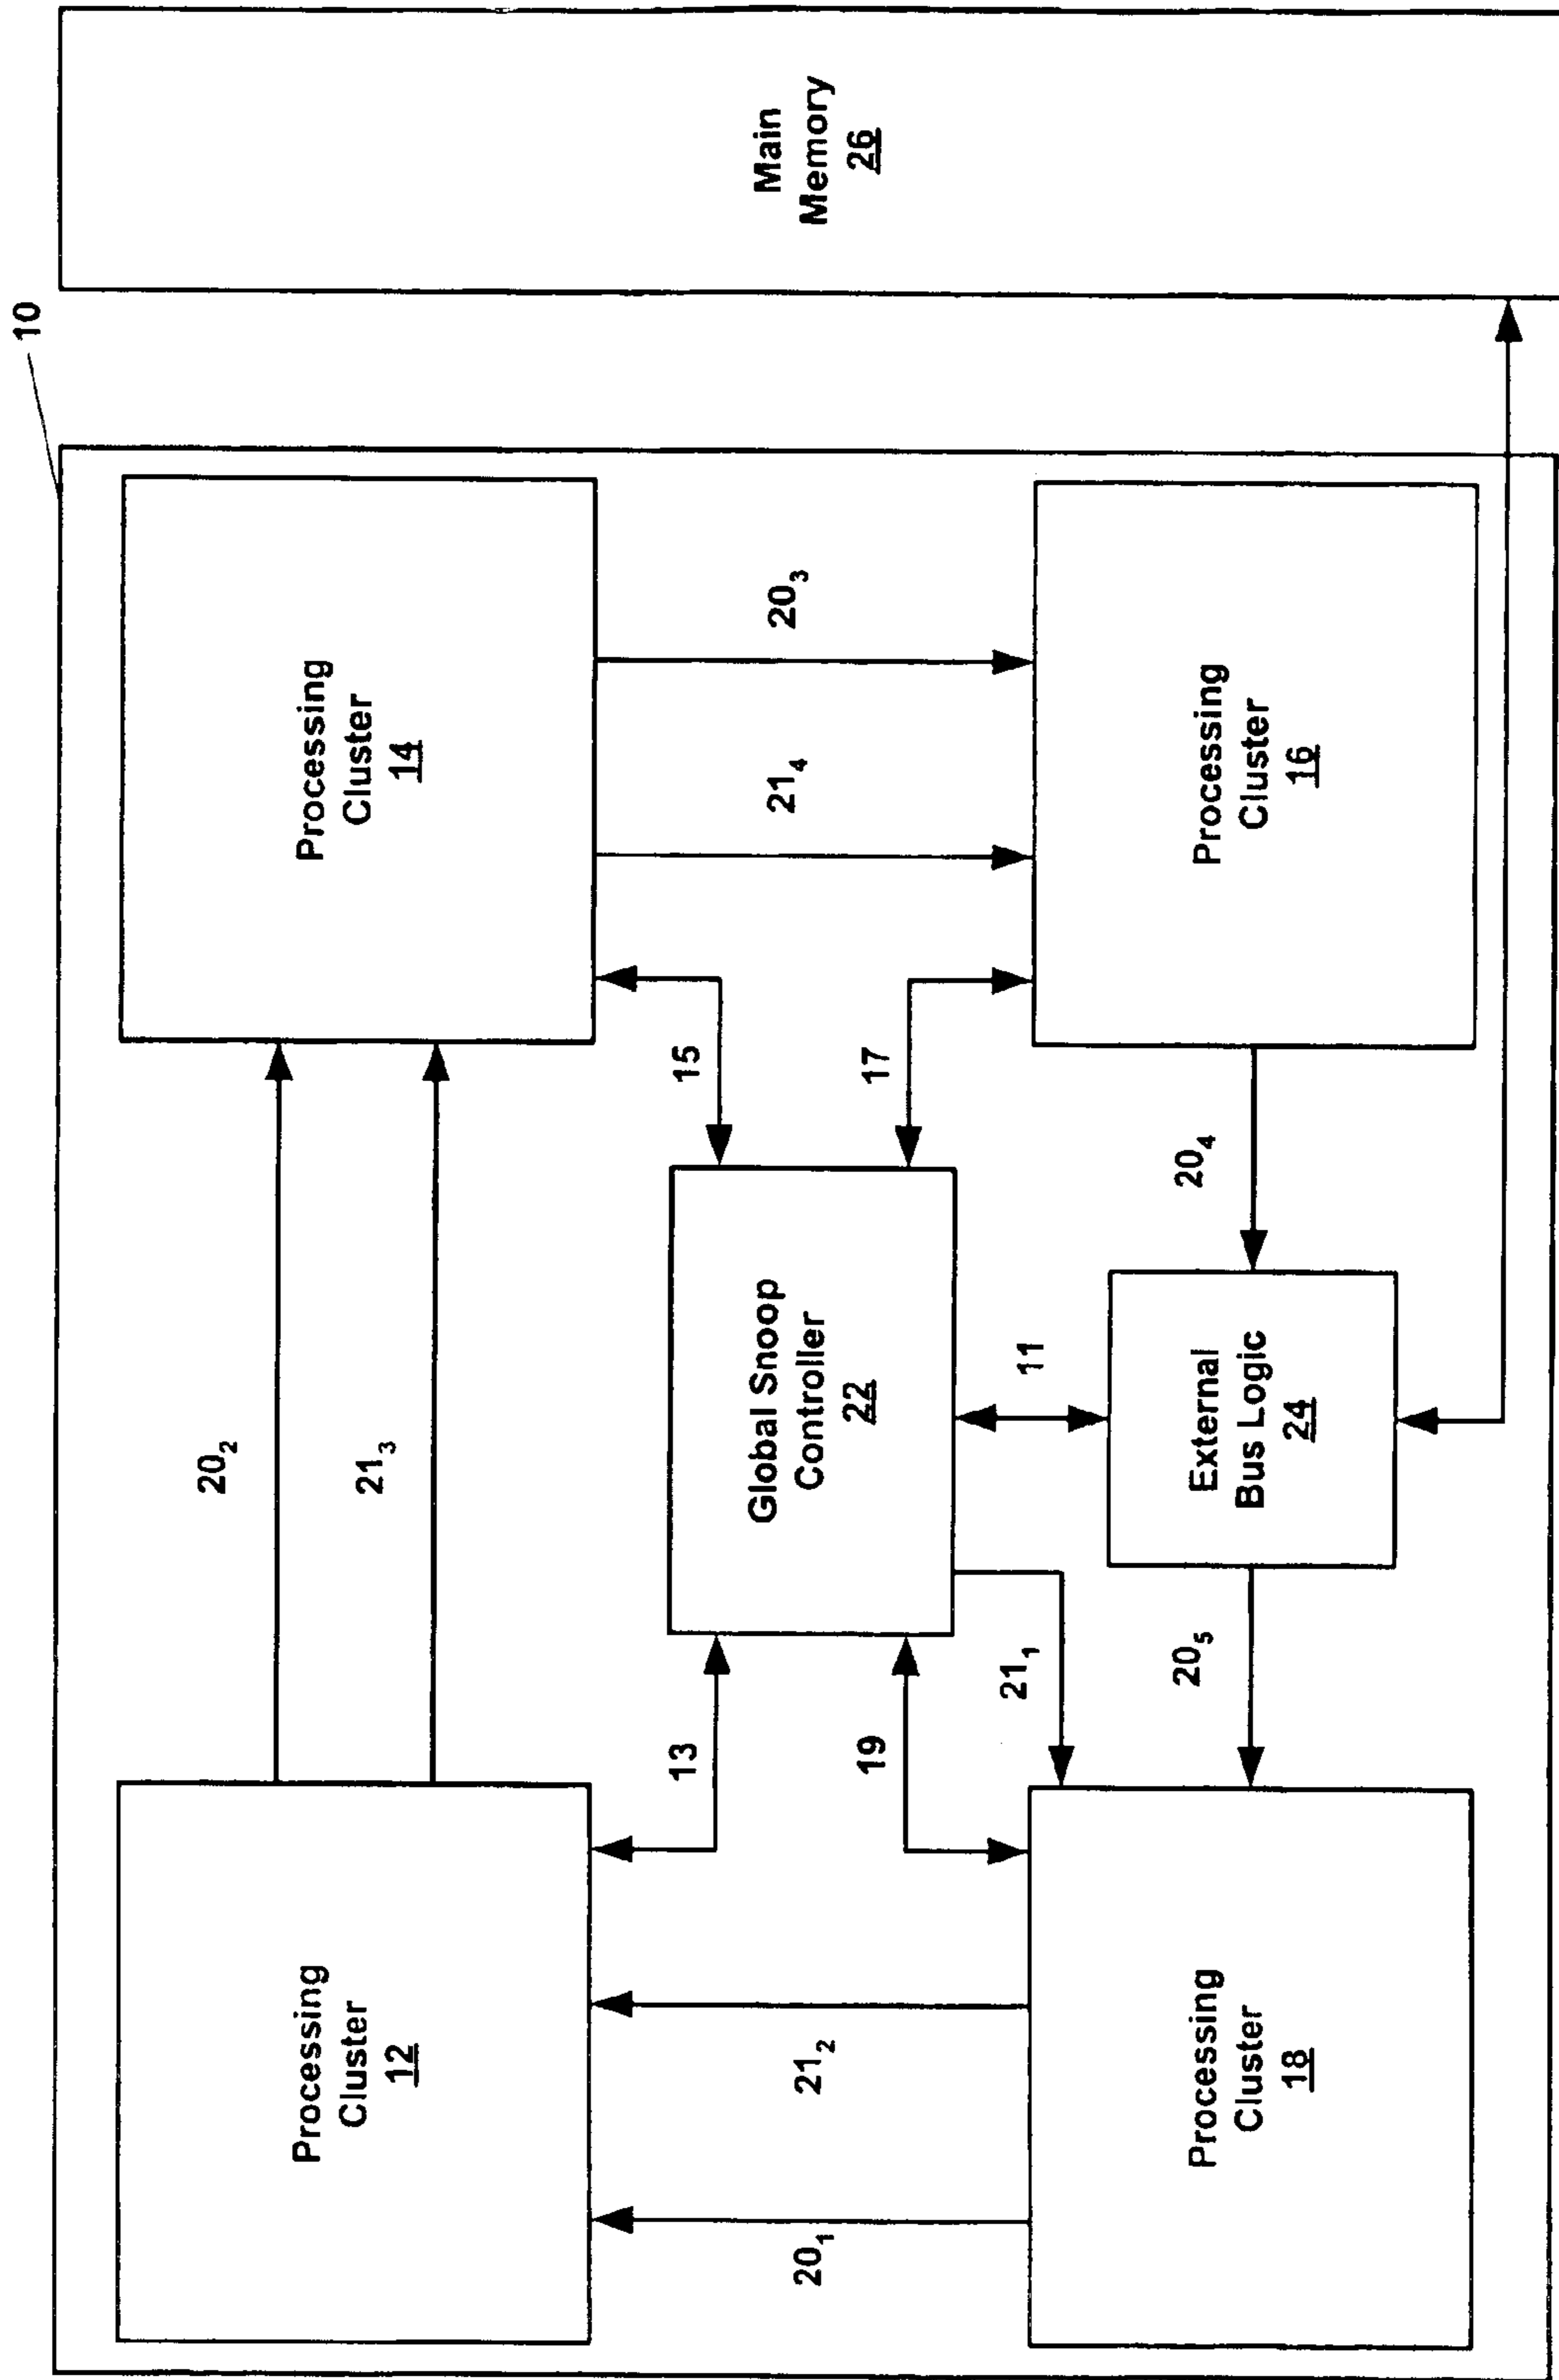 10
Processing
Cluster
12
20₂
21₃
Processing
Cluster
14
Main
Memory
26
13
15
Global Snoop
Controller
22
20₁
21₂
21₄
20₃
19
17
21₁
11
Processing
Cluster
18
20₅
External
Bus Logic
24
20₄
Processing
Cluster
16